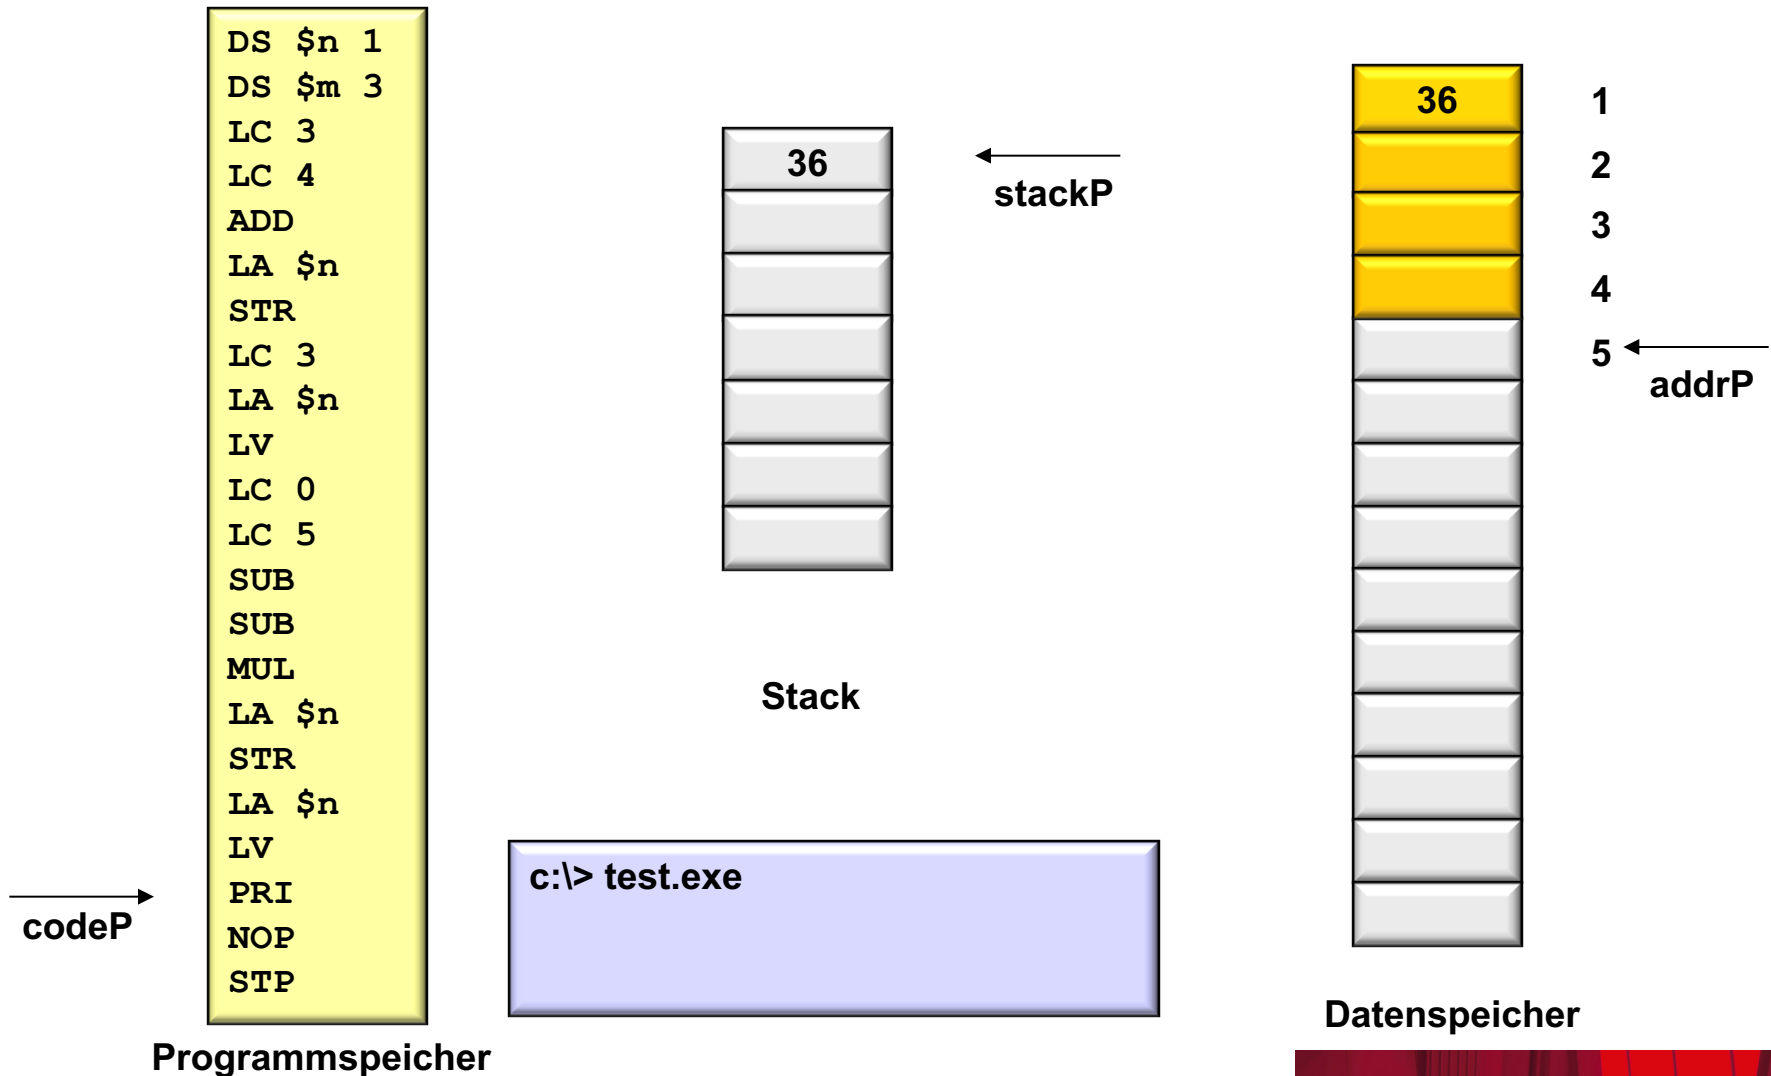 DS $n 1
DS $m 3
LC 3
LC 4
ADD
LA $n
STR
LC 3
LA $n
LV
LC 0
LC 5
SUB
SUB
MUL
LA $n
STR
LA $n
LV
PRI
NOP
STP
codeP
Programmspeicher
36
stackP
Stack
c:\> test.exe
36
1
2
3
4
5
addrP
Datenspeicher